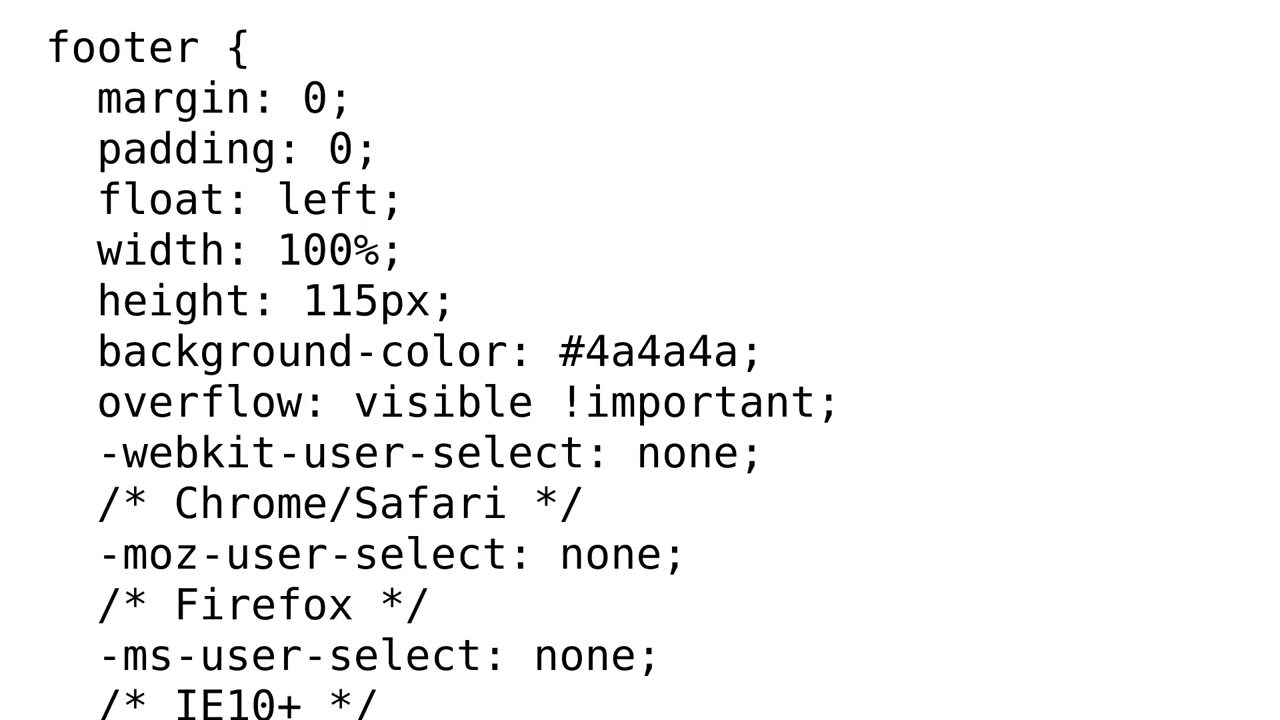 footer {
  margin: 0;
  padding: 0;
  float: left;
  width: 100%;
  height: 115px;
  background-color: #4a4a4a;
  overflow: visible !important;
  -webkit-user-select: none;
  /* Chrome/Safari */
  -moz-user-select: none;
  /* Firefox */
  -ms-user-select: none;
  /* IE10+ */